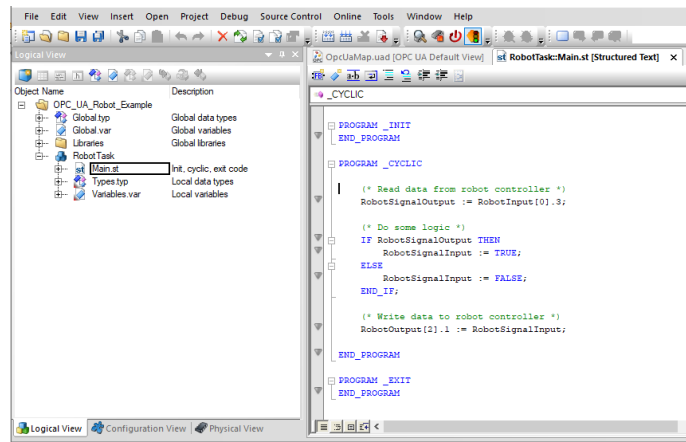 File Edit View Insert Open Project Debug Source Control Online Tools Window Help
Logical View
Object Name Description
OPC_UA_Robot_Example
Global.typ Global data types
Global.var Global variables
Libraries Global libraries
RobotTask
Main.st Init, cyclic, exit code
Types.typ Local data types
Variables.var Local variables
Logical View Configuration View Physical View
OpcUaMap.uad [OPC UA Default View] RobotTask::Main.st [Structured Text]
_CYCLIC
PROGRAM _INIT
END_PROGRAM
PROGRAM _CYCLIC
(* Read data from robot controller *)
RobotSignalOutput := RobotInput[0].3;
(* Do some logic *)
IF RobotSignalOutput THEN
RobotSignalInput := TRUE;
ELSE
RobotSignalInput := FALSE;
END_IF;
(* Write data to robot controller *)
RobotOutput[2].1 := RobotSignalInput;
END_PROGRAM
PROGRAM _EXIT
END_PROGRAM